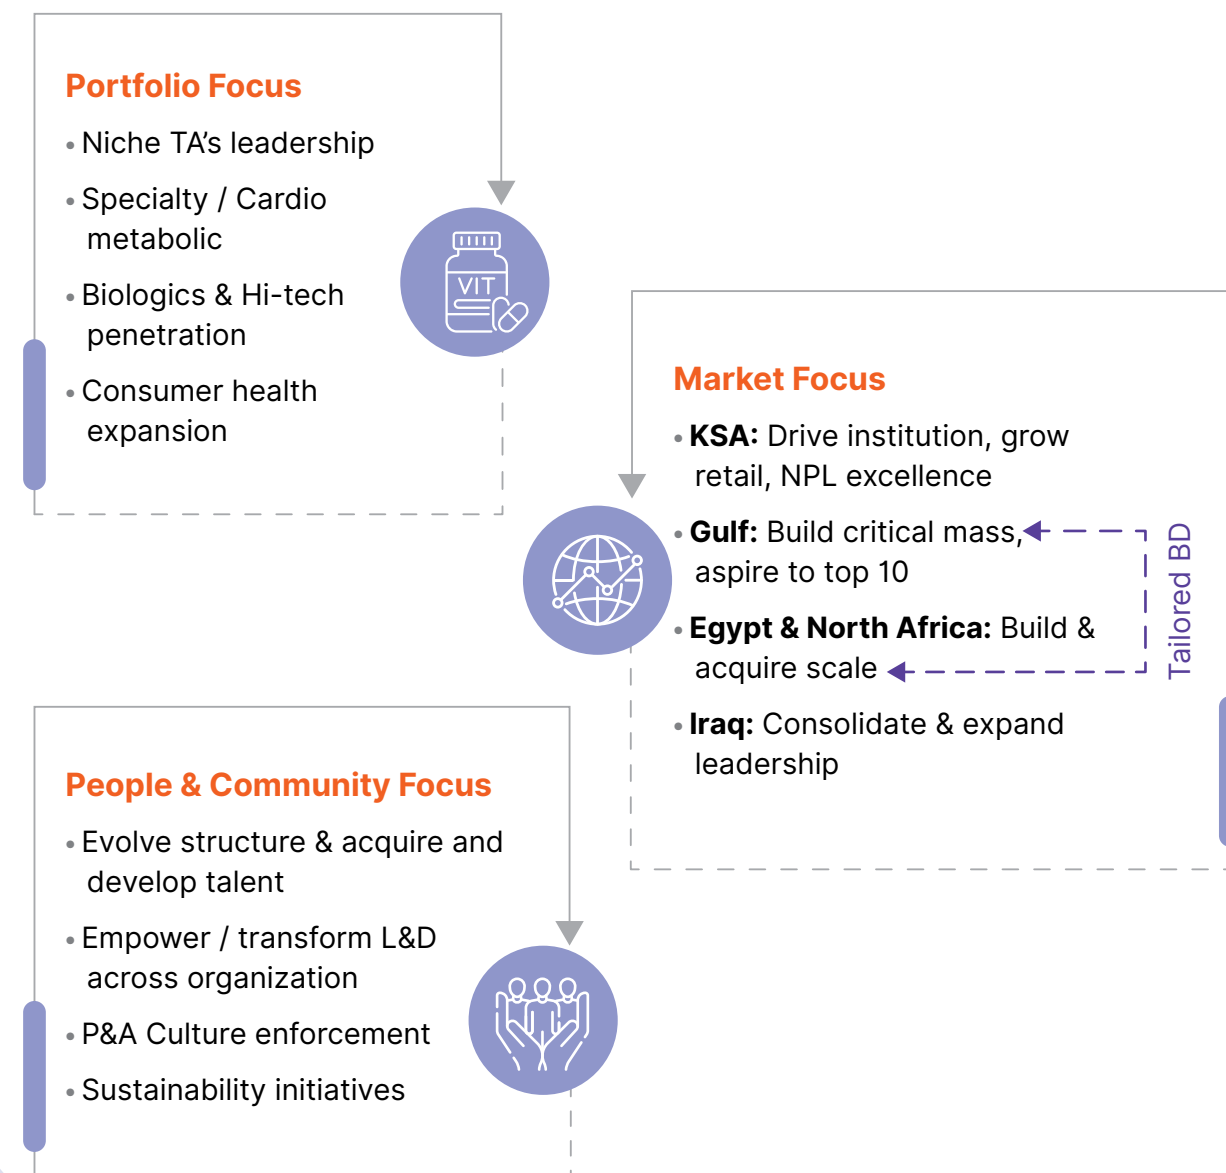 Portfolio Focus
• Niche TA’s leadership
• Specialty / Cardio
metabolic
• Biologics & Hi-tech
penetration
• Consumer health
expansion
VIT
Market Focus
• KSA: Drive institution, grow
retail, NPL excellence
• Gulf: Build critical mass,
aspire to top 10
• Egypt & North Africa: Build &
acquire scale
• Iraq: Consolidate & expand
leadership
Tailored BD
People & Community Focus
• Evolve structure & acquire and
develop talent
• Empower / transform L&D
across organization
• P&A Culture enforcement
• Sustainability initiatives